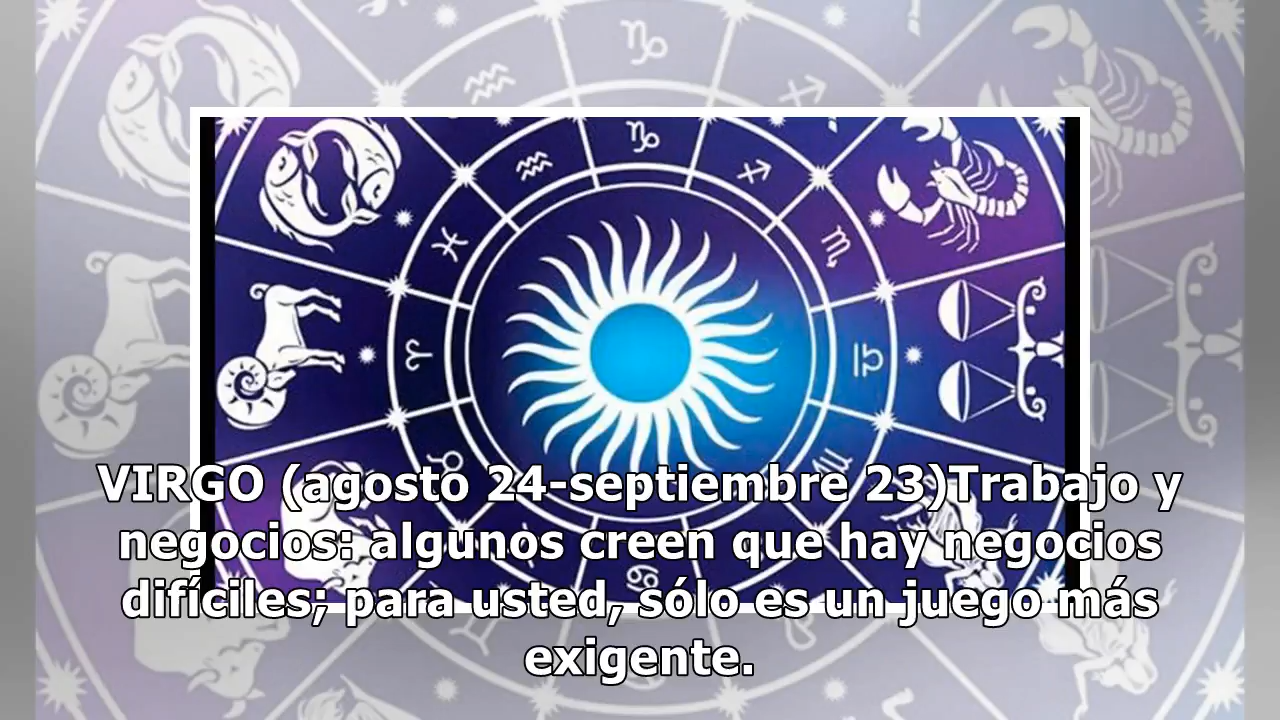 VIRGO (agosto 24-septiembre 23)Trabajo y
negocios: algunos creen que hay negocios
difíciles; para usted, sólo es un juego más
exigente.